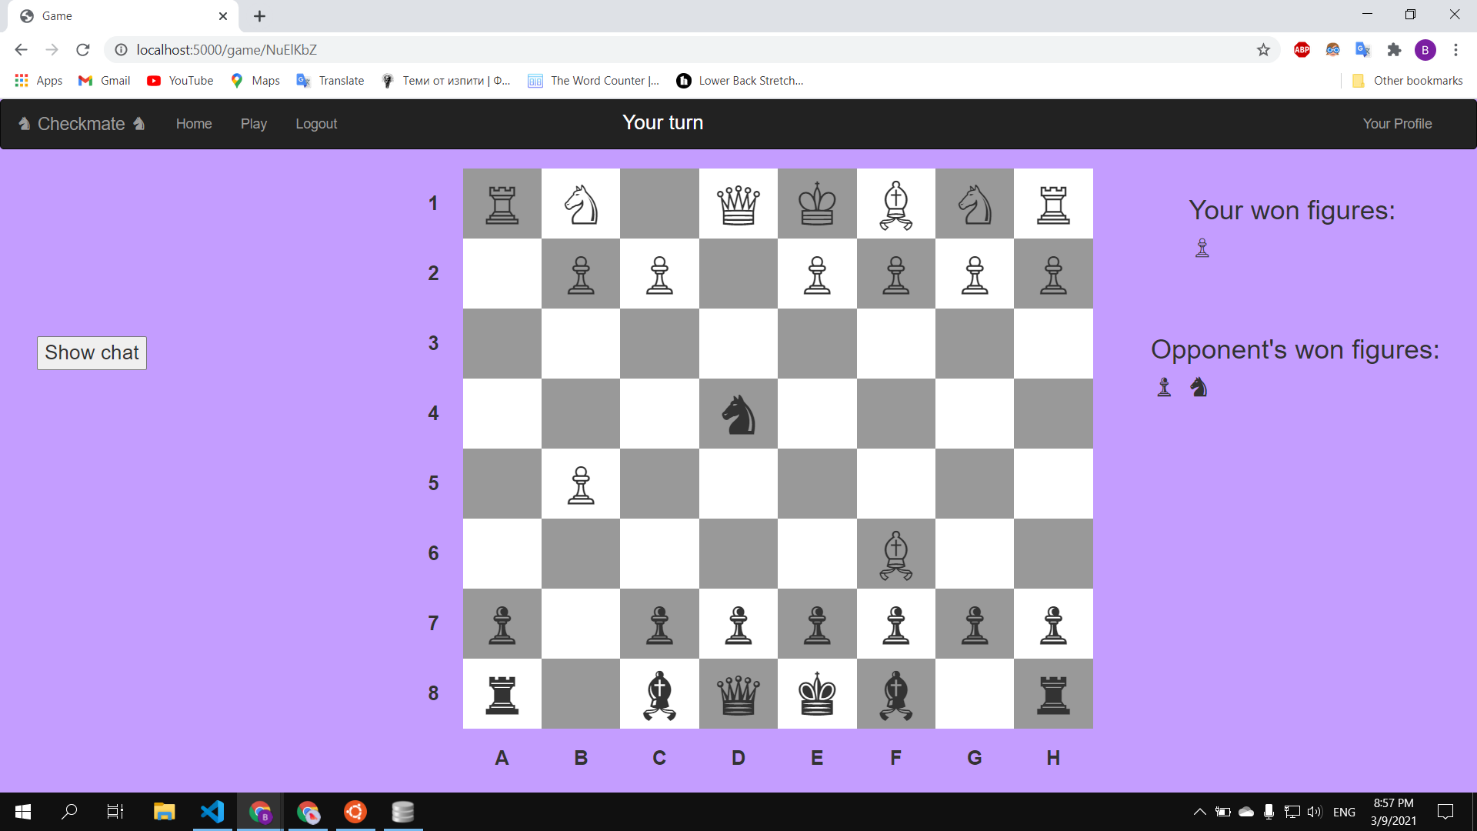 Game
localhost:5000/game/NuElKbZ
ABP
B
Apps Gmail YouTube Maps Translate Теми от изпити | Ф... The Word Counter |... Lower Back Stretch... Other bookmarks
Checkmate Home Play Logout Your turn Your Profile
Your won figures:
Opponent's won figures:
Show chat
1
2
3
4
5
6
7
8
A B C D E F G H
ENG
8:57 PM
3/9/2021